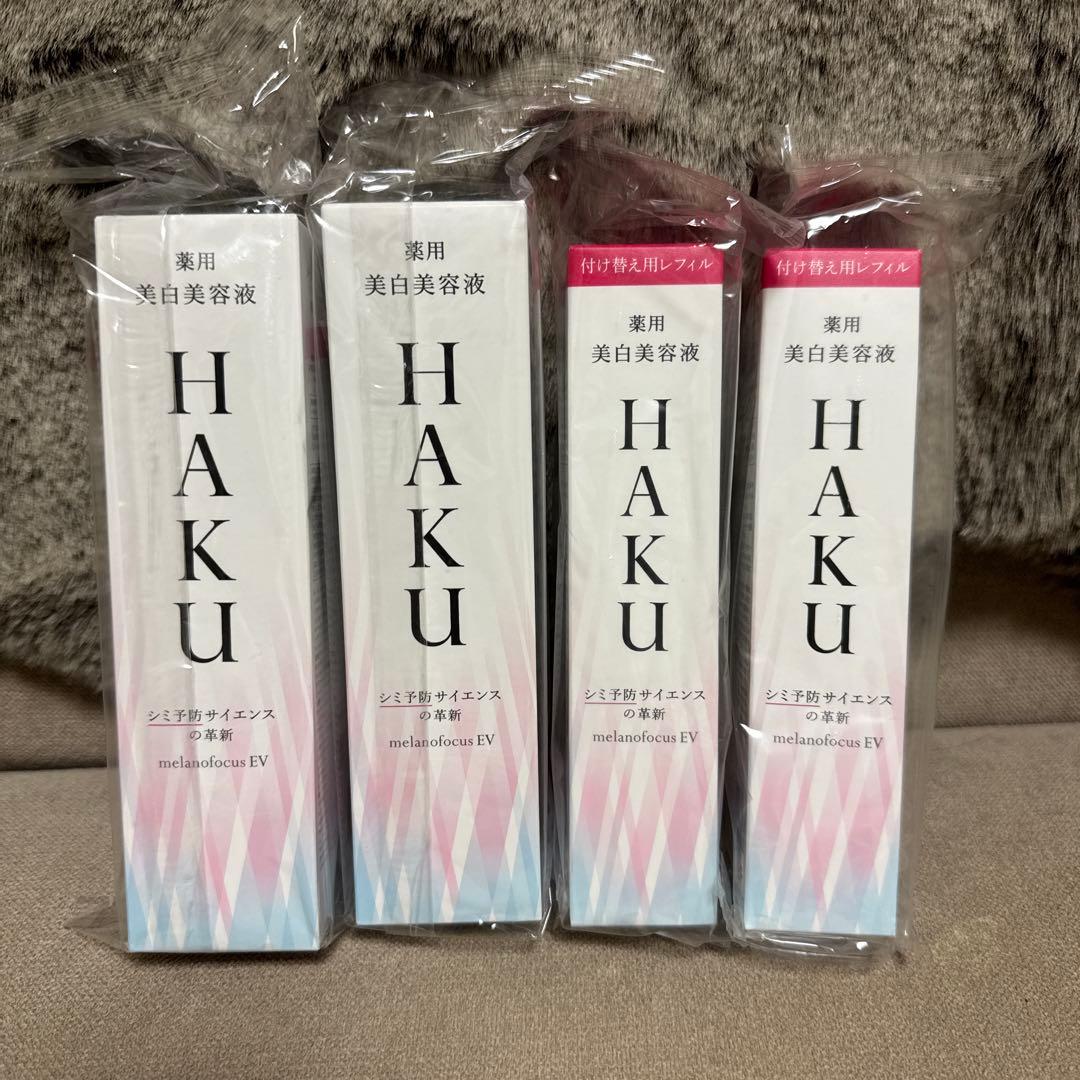 薬用
美白美容液
HAKU
シミ予防サイエンス
の革新
melanofocus EV
薬用
美白美容液
HAKU
シミ予防サイエンス
の革新
melanofocus EV
付け替え用レフィル
薬用
美白美容液
HAKU
シミ予防サイエンス
の革新
melanofocus EV
付け替え用レフィル
薬用
美白美容液
HAKU
シミ予防サイエンス
の革新
melanofocus EV